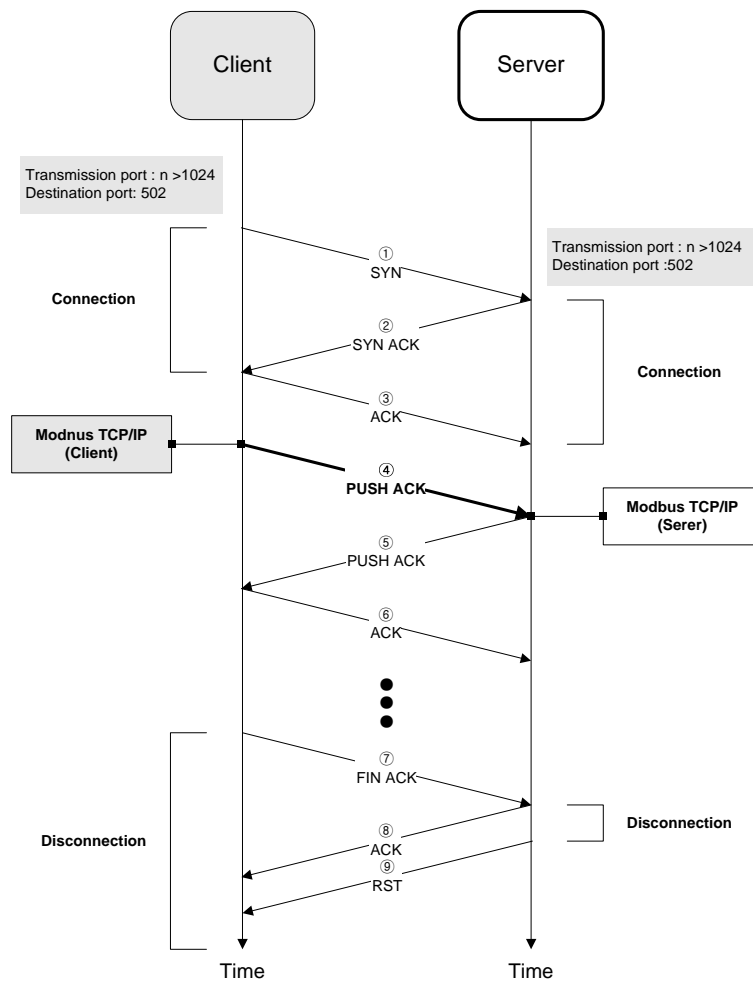 Client
Server
Transmission port : n >1024
Destination port: 502
①
SYN
Transmission port : n >1024
Destination port :502
Connection
②
SYN ACK
Connection
③
ACK
Modnus TCP/IP
(Client)
④
PUSH ACK
Modbus TCP/IP
(Serer)
⑤
PUSH ACK
⑥
ACK
⑦
FIN ACK
Disconnection
⑧
ACK
Disconnection
⑨
RST
Time
Time